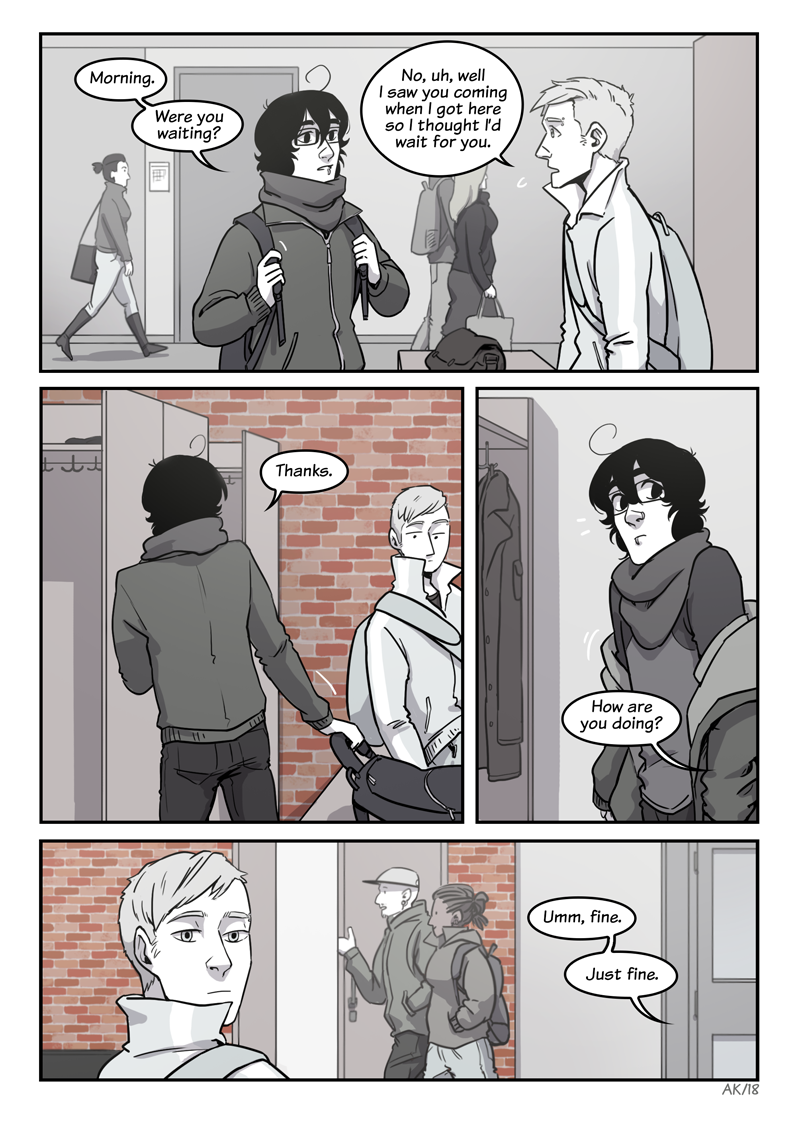 Morning.
Were you
waiting?
No, uh, well
I saw you coming
when I got here
so I thought I'd
wait for you.
Thanks.
How are
you doing?
Umm, fine.
Just fine.
AK/18